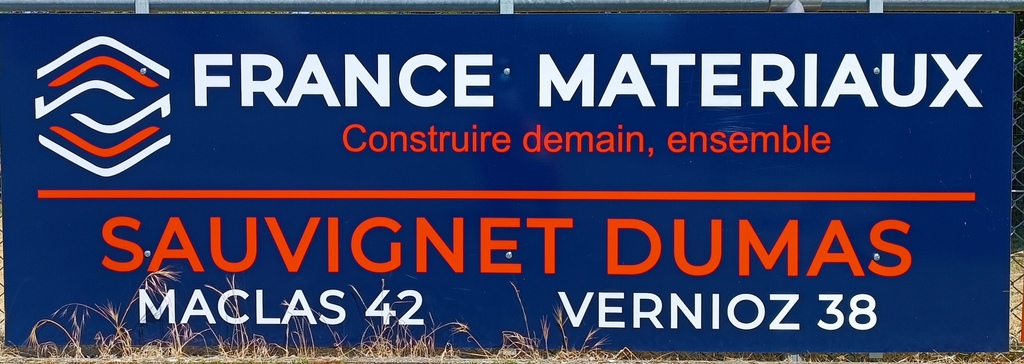 FRANCE MATERIAUX
Construire demain, ensemble
SAUVIGNET DUMAS
MACLAS 42 VERNIOZ 38